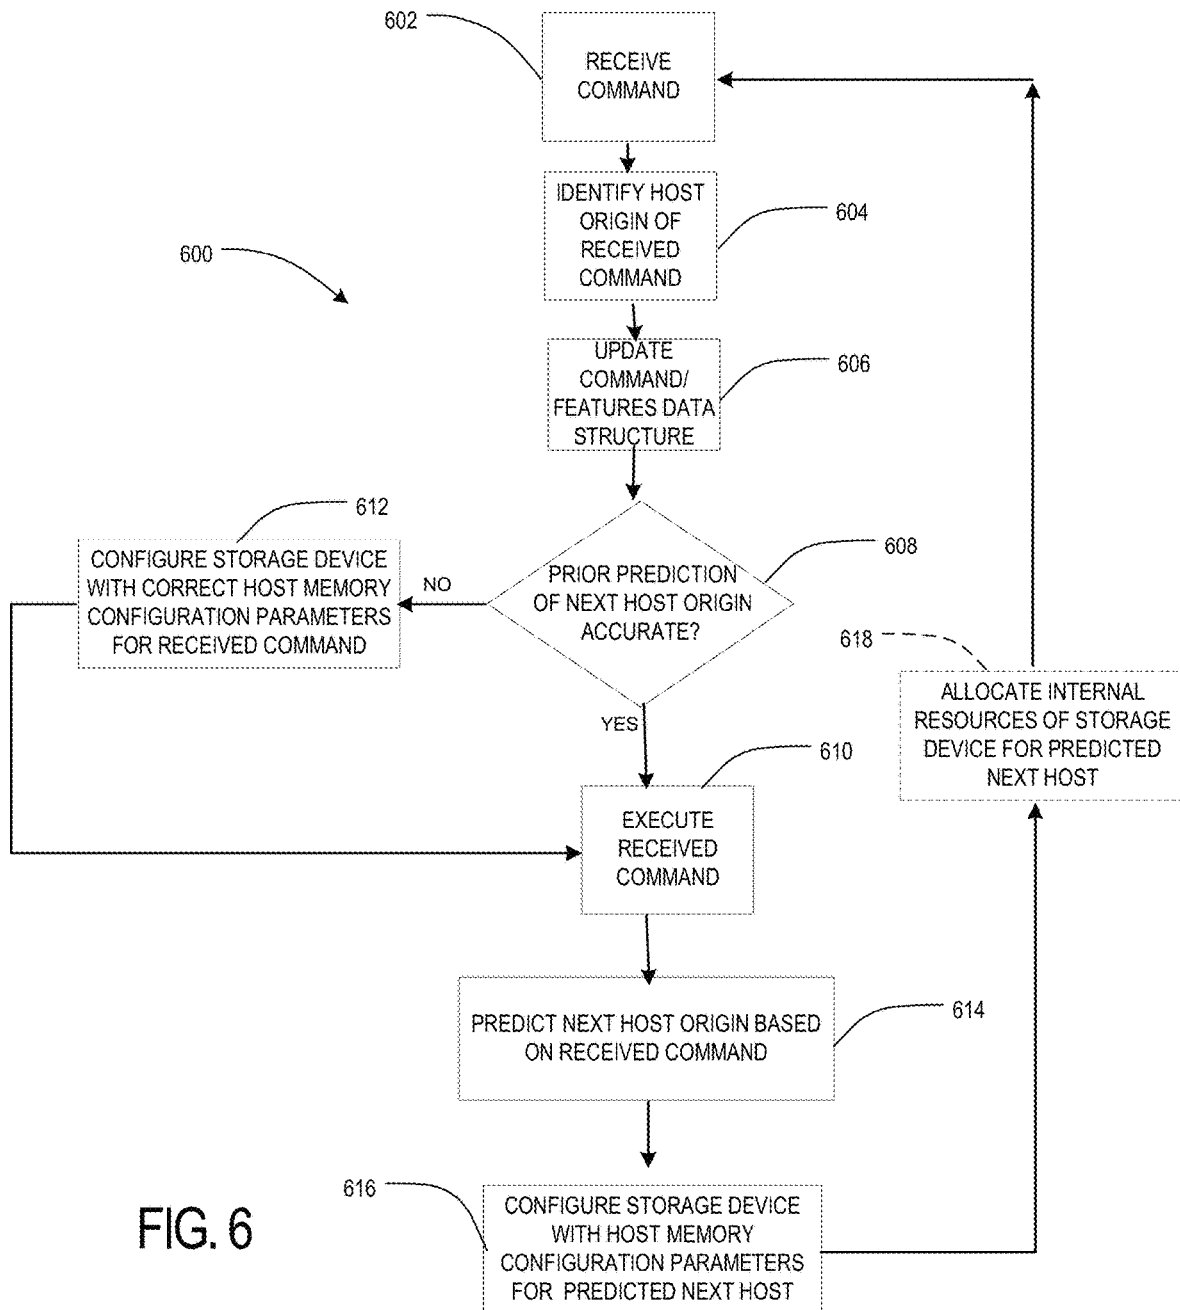 602
RECEIVE
COMMAND
IDENTIFY HOST
ORIGIN OF
RECEIVED
COMMAND
604
600
UPDATE
COMMAND/
FEATURES DATA
STRUCTURE
606
612
CONFIGURE STORAGE DEVICE
WITH CORRECT HOST MEMORY
CONFIGURATION PARAMETERS
FOR RECEIVED COMMAND
NO
PRIOR PREDICTION
OF NEXT HOST ORIGIN
ACCURATE?
608
618
ALLOCATE INTERNAL
RESOURCES OF STORAGE
DEVICE FOR PREDICTED
NEXT HOST
YES
610
EXECUTE
RECEIVED
COMMAND
PREDICT NEXT HOST ORIGIN BASED
ON RECEIVED COMMAND
614
616
CONFIGURE STORAGE DEVICE
WITH HOST MEMORY
CONFIGURATION PARAMETERS
FOR PREDICTED NEXT HOST
FIG. 6